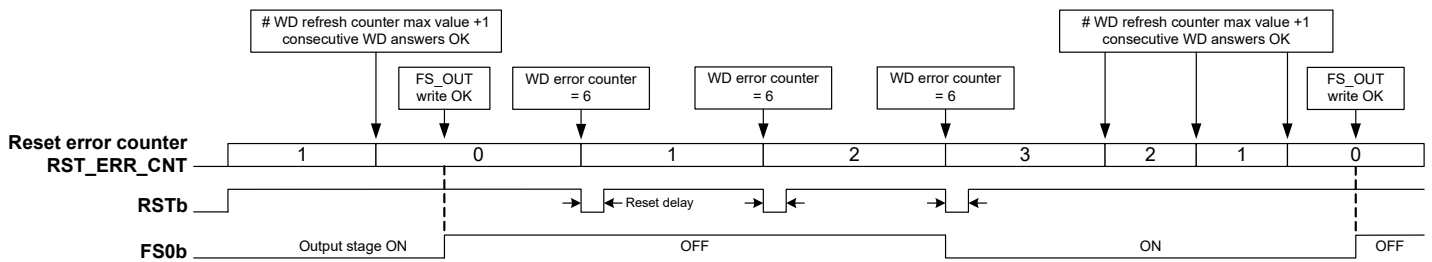 # WD refresh counter max value +1
consecutive WD answers OK
# WD refresh counter max value +1
consecutive WD answers OK
FS_OUT
write OK
WD error counter
= 6
WD error counter
= 6
WD error counter
= 6
FS_OUT
write OK
Reset error counter
RST_ERR_CNT
1 0 1 2 3 2 1 0
RSTb
Reset delay
FS0b
Output stage ON OFF ON OFF